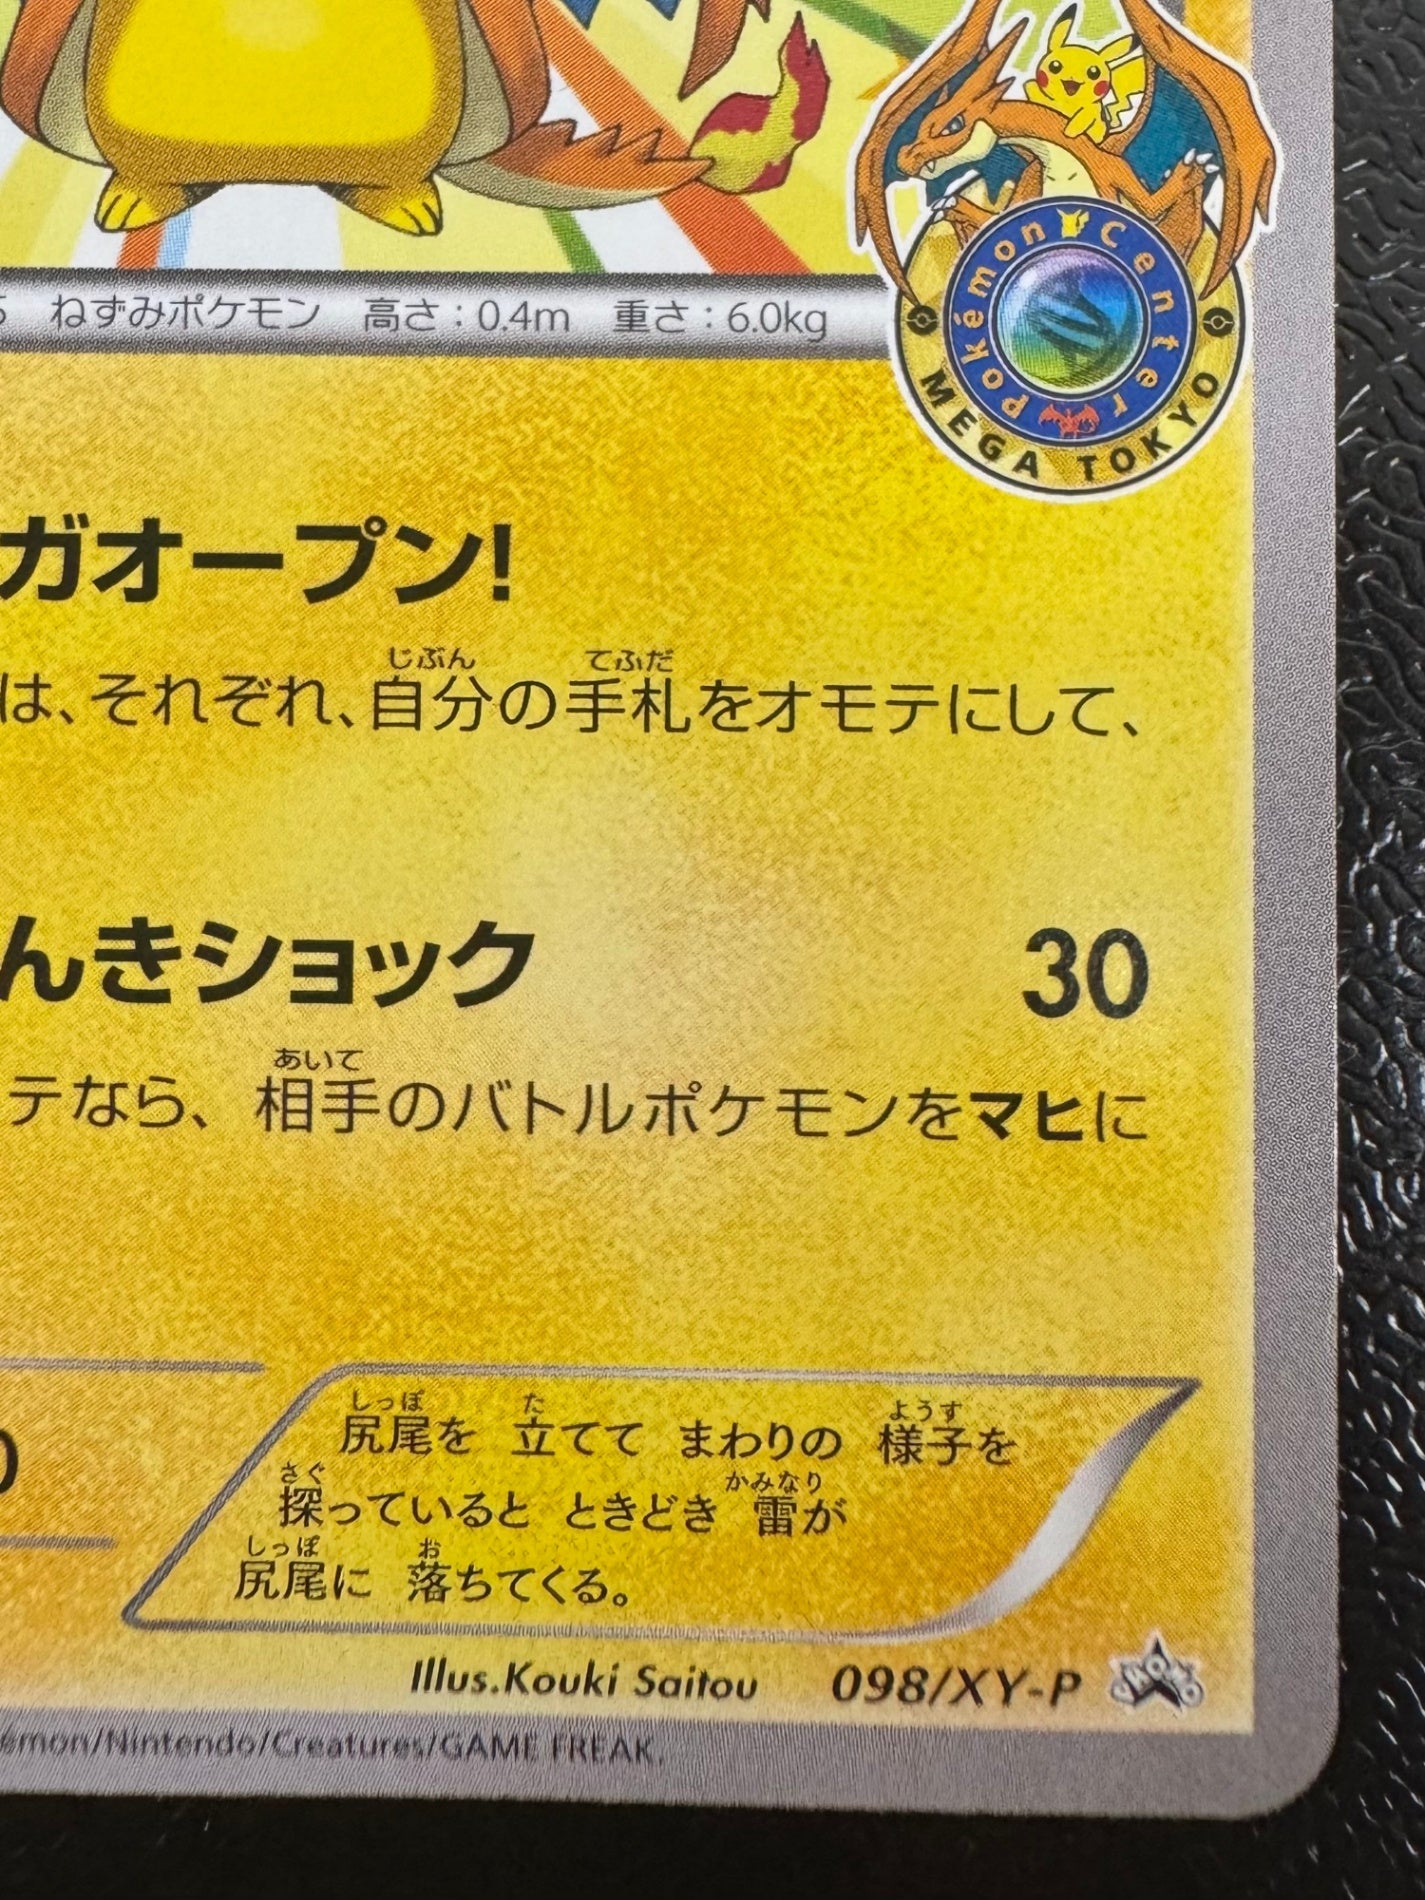 ねずみポケモン 高さ:0.4m 重さ:6.0kg
Pokémon Center
MEGA TOKYO
ガオープン!
じぶん てふだ
は、それぞれ、自分の手札をオモテにして、
んきショック 30
あいて
テなら、相手のバトルポケモンをマヒに
しっぽ た ようす
尻尾を 立てて まわりの 様子を
さぐ かみなり
探っていると ときどき 雷が
しっぽ お
尻尾に 落ちてくる。
Illus.Kouki Saitou 098/XY-P PROMO
émon/Nintendo/Creatures/GAME FREAK.